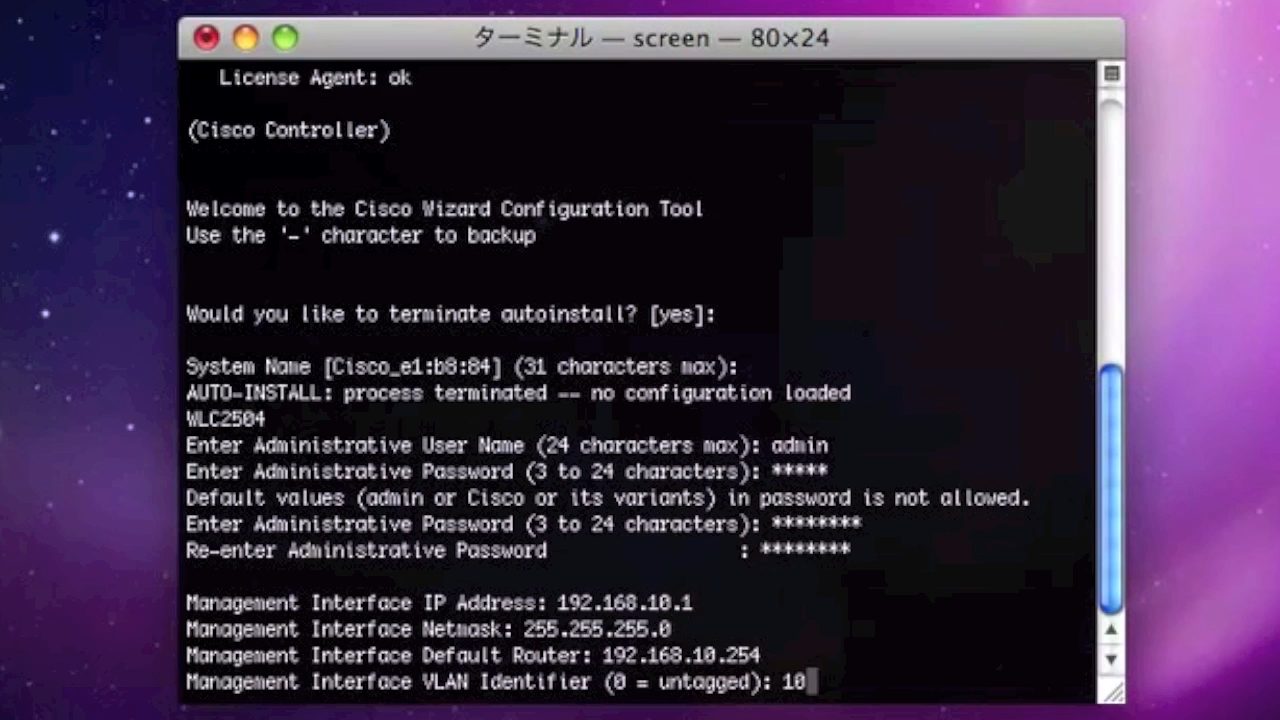 ターミナル — screen — 80×24
License Agent: ok
(Cisco Controller)
Welcome to the Cisco Wizard Configuration Tool
Use the '-' character to backup
Would you like to terminate autoinstall? [yes]:
System Name [Cisco_e1:b8:84] (31 characters max):
AUTO-INSTALL: process terminated -- no configuration loaded
WLC2504
Enter Administrative User Name (24 characters max): admin
Enter Administrative Password (3 to 24 characters): *****
Default values (admin or Cisco or its variants) in password is not allowed.
Enter Administrative Password (3 to 24 characters): ********
Re-enter Administrative Password : ********
Management Interface IP Address: 192.168.10.1
Management Interface Netmask: 255.255.255.0
Management Interface Default Router: 192.168.10.254
Management Interface VLAN Identifier (0 = untagged): 10